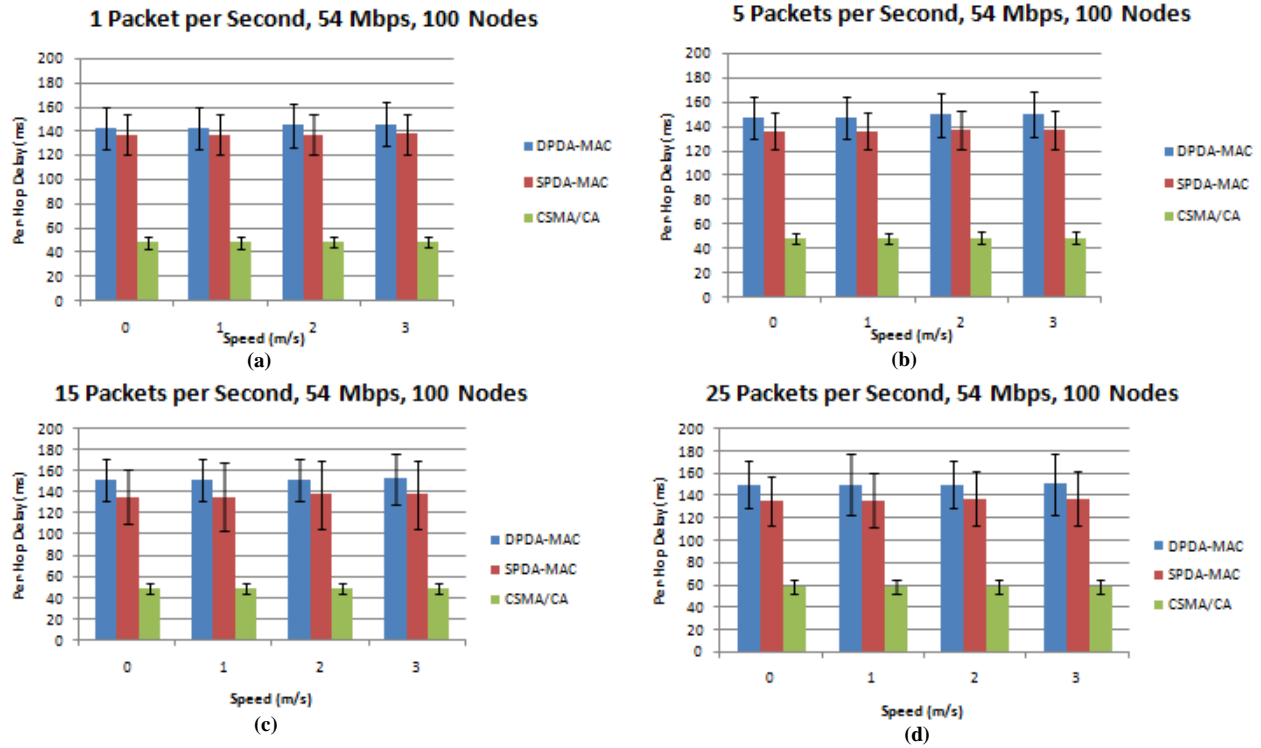 1 Packet per Second, 54 Mbps, 100 Nodes
200
180
160
140
120
100
80
60
40
20
0
Per-Hop Delay (ms)
0 1 2 3
Speed (m/s)
DPDA-MAC
SPDA-MAC
CSMA/CA
(a)
5 Packets per Second, 54 Mbps, 100 Nodes
200
180
160
140
120
100
80
60
40
20
0
Per-Hop Delay (ms)
0 1 2 3
Speed (m/s)
DPDA-MAC
SPDA-MAC
CSMA/CA
(b)
15 Packets per Second, 54 Mbps, 100 Nodes
200
180
160
140
120
100
80
60
40
20
0
Per-Hop Delay (ms)
0 1 2 3
Speed (m/s)
DPDA-MAC
SPDA-MAC
CSMA/CA
(c)
25 Packets per Second, 54 Mbps, 100 Nodes
200
180
160
140
120
100
80
60
40
20
0
Per-Hop Delay (ms)
0 1 2 3
Speed (m/s)
DPDA-MAC
SPDA-MAC
CSMA/CA
(d)